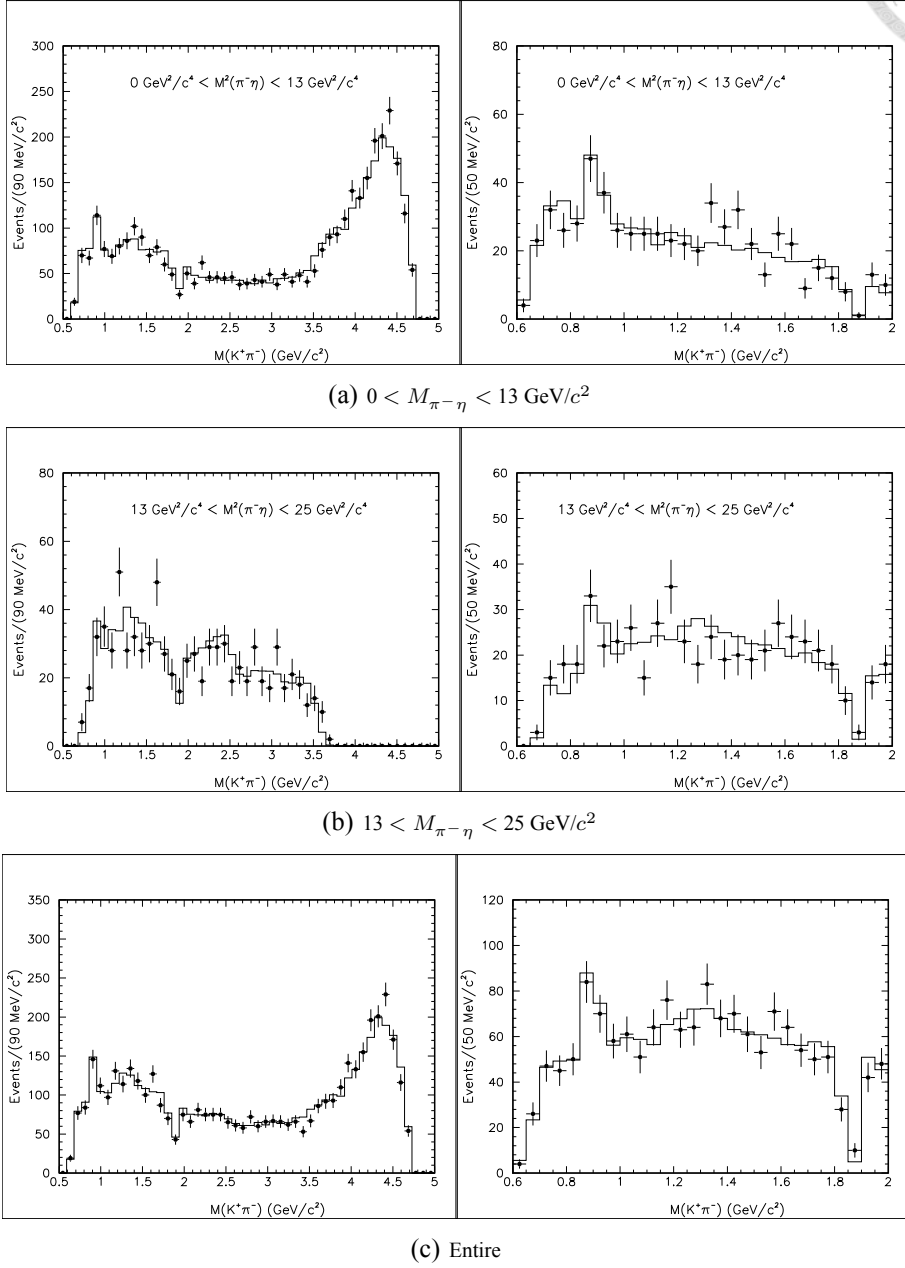 0 GeV²/c⁴ < M²(π⁻η) < 13 GeV²/c⁴
Events/(90 MeV/c²)
0 50 100 150 200 250 300
0.5 1 1.5 2 2.5 3 3.5 4 4.5 5
M(K⁺π⁻) (GeV/c²)
0 GeV²/c⁴ < M²(π⁻η) < 13 GeV²/c⁴
Events/(50 MeV/c²)
0 20 40 60 80
0.6 0.8 1 1.2 1.4 1.6 1.8 2
M(K⁺π⁻) (GeV/c²)
(a) 0 < M_{π⁻η} < 13 GeV/c²
13 GeV²/c⁴ < M²(π⁻η) < 25 GeV²/c⁴
Events/(90 MeV/c²)
0 20 40 60 80
0.5 1 1.5 2 2.5 3 3.5 4 4.5 5
M(K⁺π⁻) (GeV/c²)
13 GeV²/c⁴ < M²(π⁻η) < 25 GeV²/c⁴
Events/(50 MeV/c²)
0 10 20 30 40 50 60
0.6 0.8 1 1.2 1.4 1.6 1.8 2
M(K⁺π⁻) (GeV/c²)
(b) 13 < M_{π⁻η} < 25 GeV/c²
Events/(90 MeV/c²)
0 50 100 150 200 250 300 350
0.5 1 1.5 2 2.5 3 3.5 4 4.5 5
M(K⁺π⁻) (GeV/c²)
Events/(50 MeV/c²)
0 20 40 60 80 100 120
0.6 0.8 1 1.2 1.4 1.6 1.8 2
M(K⁺π⁻) (GeV/c²)
(c) Entire